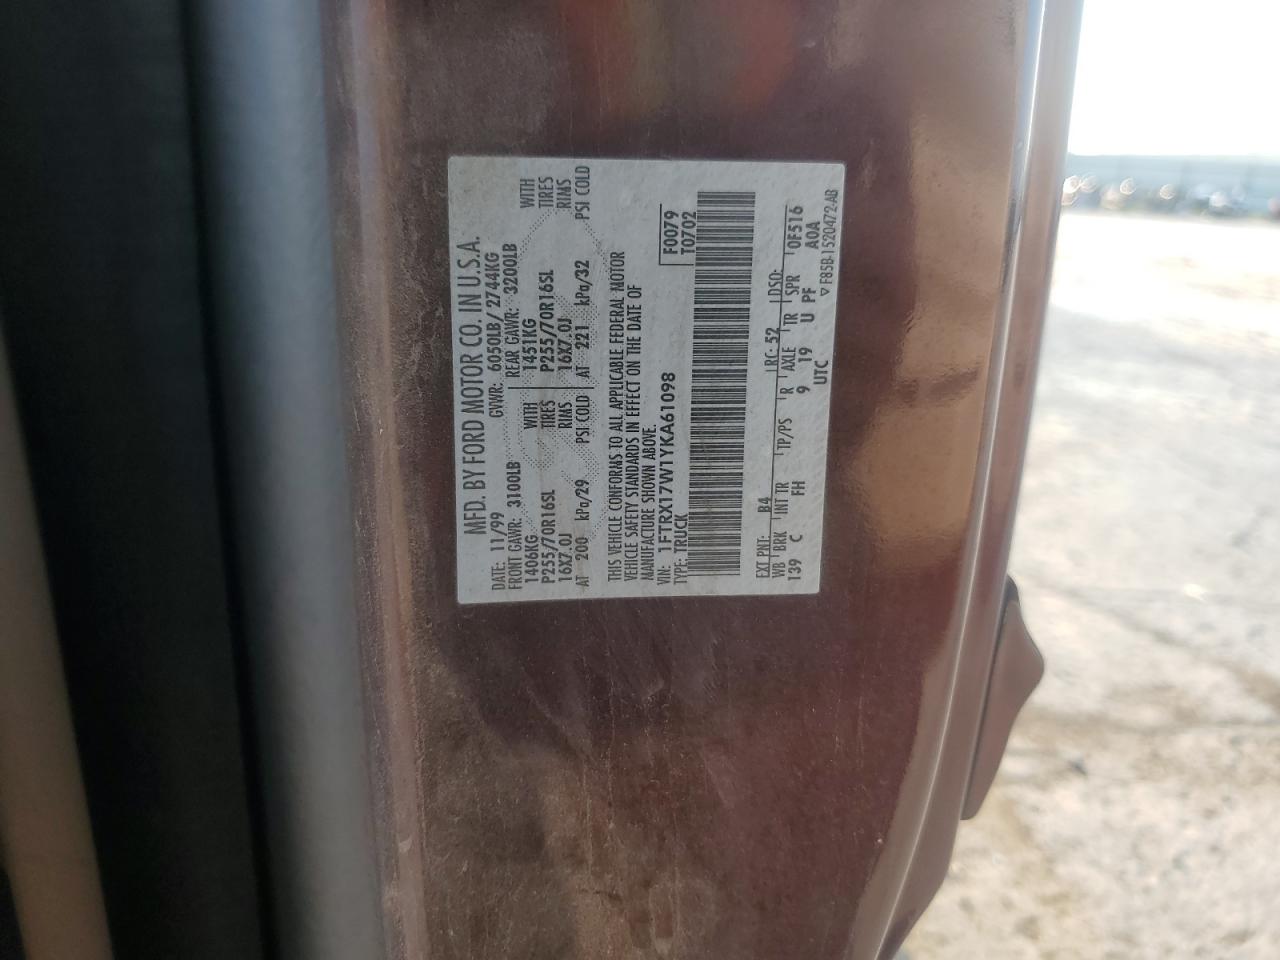 MFD. BY FORD MOTOR CO. IN U.S.A.
DATE: 11/99 GVWR: 6050LB/2744KG
FRONT GAWR: 3100LB REAR GAWR: 3200LB
1406KG WITH 1451KG WITH
P255/70R16SL TIRES P255/70R16SL TIRES
16X7.0J RIMS 16X7.0J RIMS
AT 200 kPa/29 PSI COLD AT 221 kPa/32 PSI COLD
THIS VEHICLE CONFORMS TO ALL APPLICABLE FEDERAL MOTOR
VEHICLE SAFETY STANDARDS IN EFFECT ON THE DATE OF
MANUFACTURE SHOWN ABOVE.
VIN: 1FTRX17W1YKA61098 F0079
TYPE: TRUCK T0702
EXT PNT: B4 RC: 52 DSO:
WB BRK INT TR TP/PS R AXLE TR SPR 0F516
139 C FH 9 19 U PF A0A
UTC ▽ F85B-1520472-AB